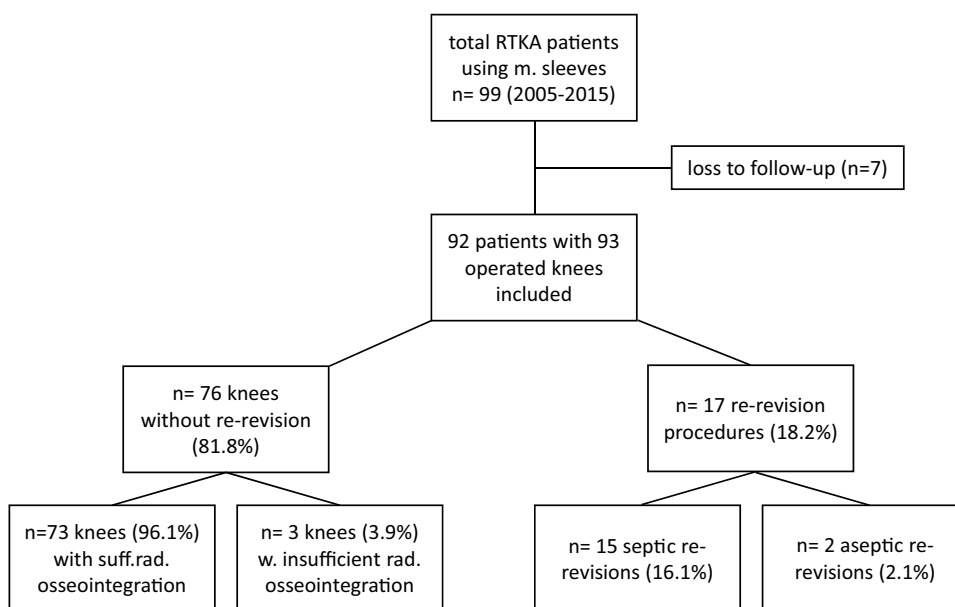 total RTKA patients
using m. sleeves
n= 99 (2005-2015)
loss to follow-up (n=7)
92 patients with 93
operated knees
included
n= 76 knees
without re-revision
(81.8%)
n= 17 re-revision
procedures (18.2%)
n=73 knees (96.1%)
with suff.rad.
osseointegration
n= 3 knees (3.9%)
w. insufficient rad.
osseointegration
n= 15 septic re-
revisions (16.1%)
n= 2 aseptic re-
revisions (2.1%)